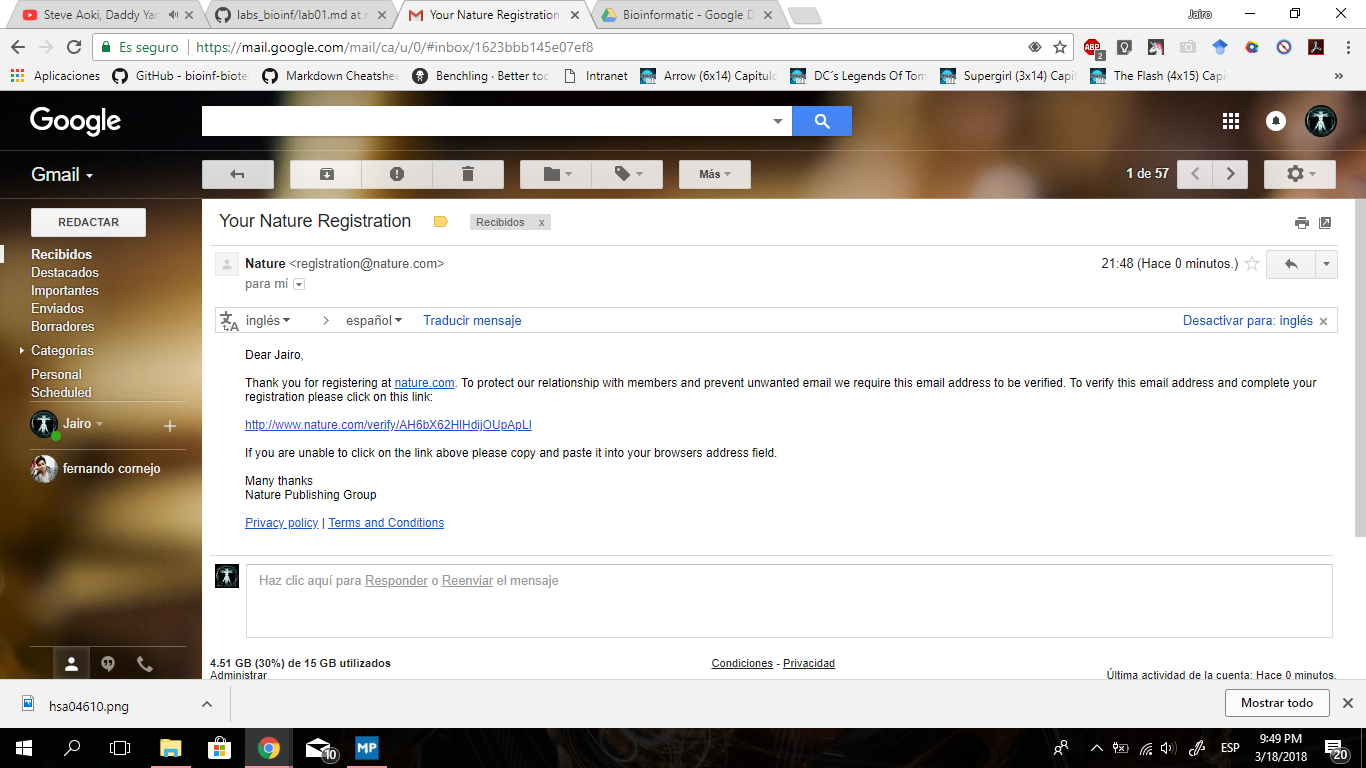 Steve Aoki, Daddy Yan
labs_bioinf/lab01.md at m
Your Nature Registration
Bioinformatic - Google D
Jairo
Es seguro
https://mail.google.com/mail/ca/u/0/#inbox/1623bbb145e07ef8
ABP
2
Aplicaciones
GitHub - bioinf-biote
Markdown Cheatshee
Benchling · Better too
Intranet
Arrow (6x14) Capitulo
DC´s Legends Of Tom
Supergirl (3x14) Capi
The Flash (4x15) Capi
»
Google
Gmail
Más
1 de 57
REDACTAR
Your Nature Registration
Recibidos x
Recibidos
Destacados
Importantes
Enviados
Borradores
Categorías
Personal
Scheduled
Jairo
fernando cornejo
Nature <registration@nature.com>
21:48 (Hace 0 minutos.)
para mí
inglés
español
Traducir mensaje
Desactivar para: inglés x
Dear Jairo,
Thank you for registering at nature.com. To protect our relationship with members and prevent unwanted email we require this email address to be verified. To verify this email address and complete your
registration please click on this link:
http://www.nature.com/verify/AH6bX62HIHdijOUpApLI
If you are unable to click on the link above please copy and paste it into your browsers address field.
Many thanks
Nature Publishing Group
Privacy policy | Terms and Conditions
Haz clic aquí para Responder o Reenviar el mensaje
4.51 GB (30%) de 15 GB utilizados
Administrar
Condiciones - Privacidad
Última actividad de la cuenta: Hace 0 minutos.
hsa04610.png
Mostrar todo
10
MP
ESP
9:49 PM
3/18/2018
20